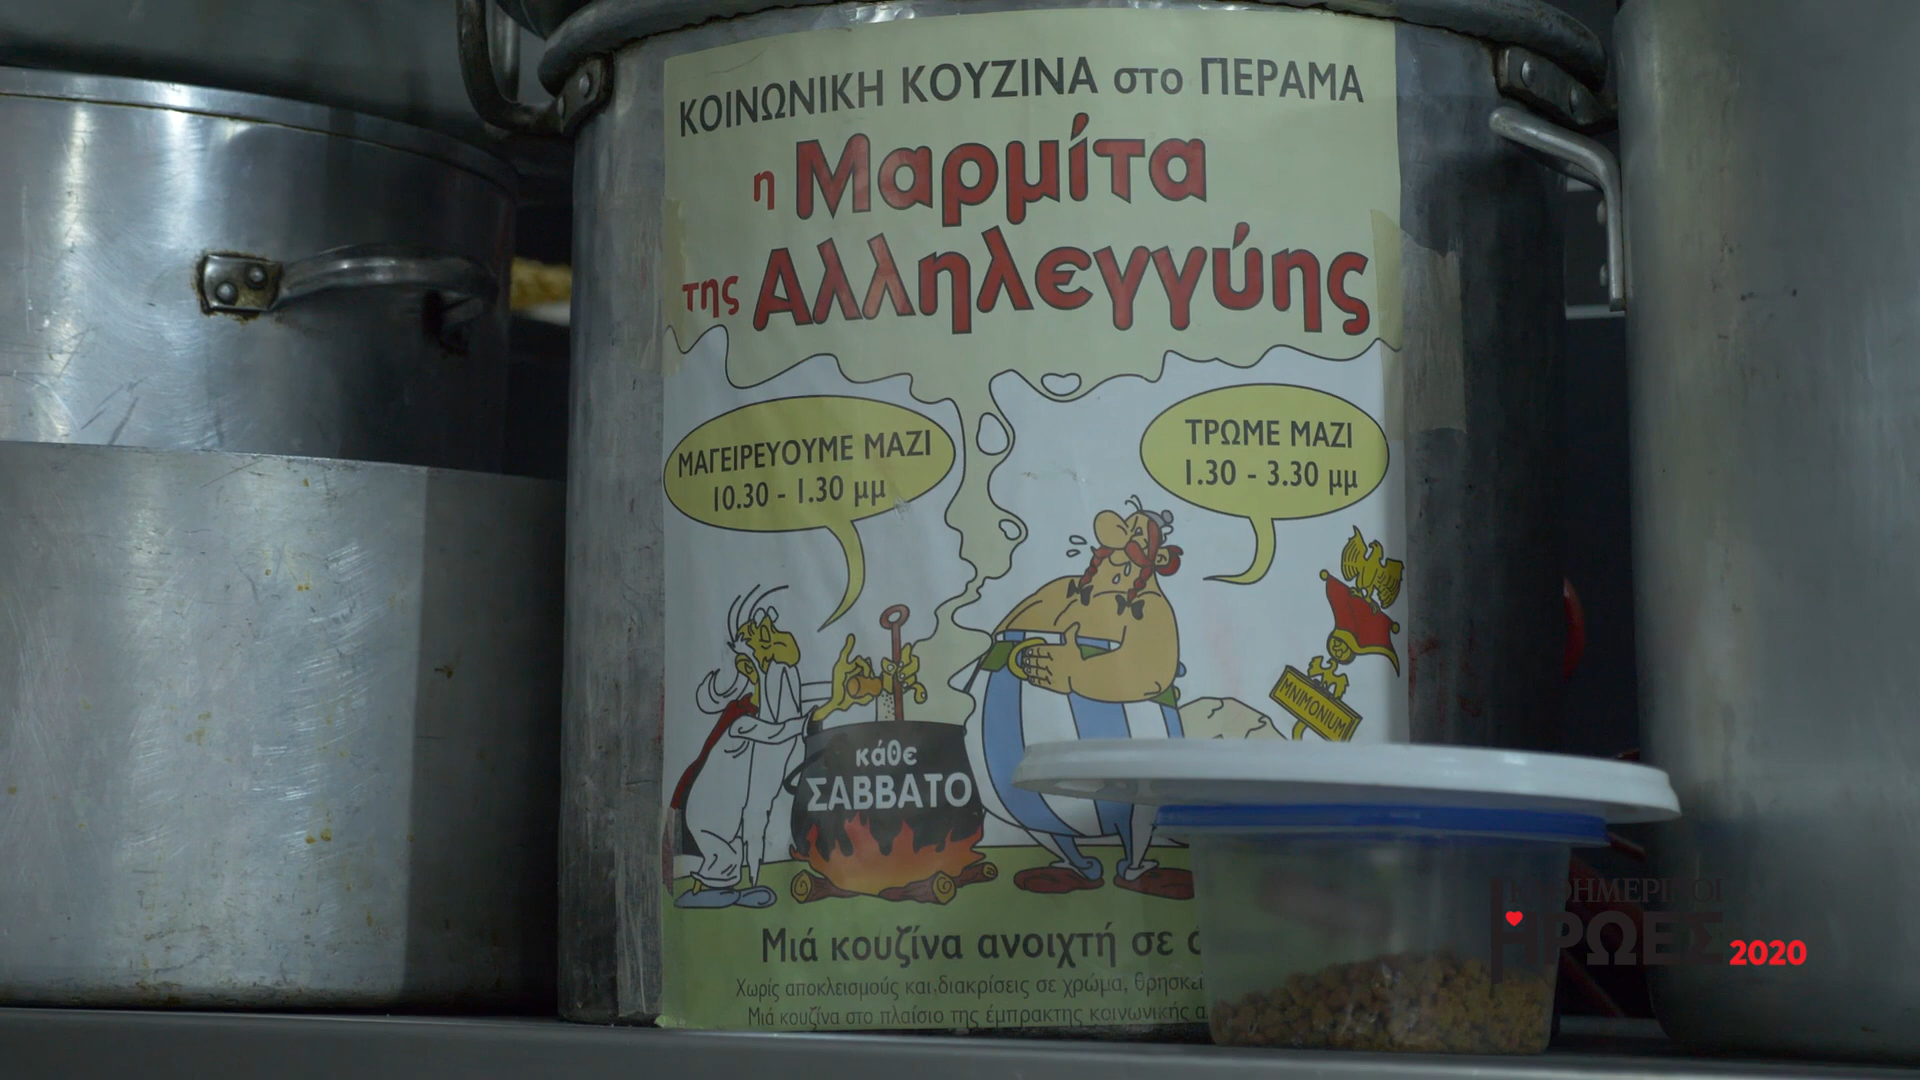 ΚΟΙΝΩΝΙΚΗ ΚΟΥΖΙΝΑ στο ΠΕΡΑΜΑ
η Μαρμίτα
της Αλληλεγγύης
ΜΑΓΕΙΡΕΥΟΥΜΕ ΜΑΖΙ
10.30 - 1.30 μμ
ΤΡΩΜΕ ΜΑΖΙ
1.30 - 3.30 μμ
MNIMONIUM
κάθε
ΣΑΒΒΑΤΟ
Μιά κουζίνα ανοιχτή σε
Χωρίς αποκλεισμούς και διακρίσεις σε χρώμα,
Μιά κουζίνα στο πλαίσιο της έμπρακτης κοινωνικής
ΚΑΘΗΜΕΡΙΝΟΙ
ΗΡΩΕΣ 2020